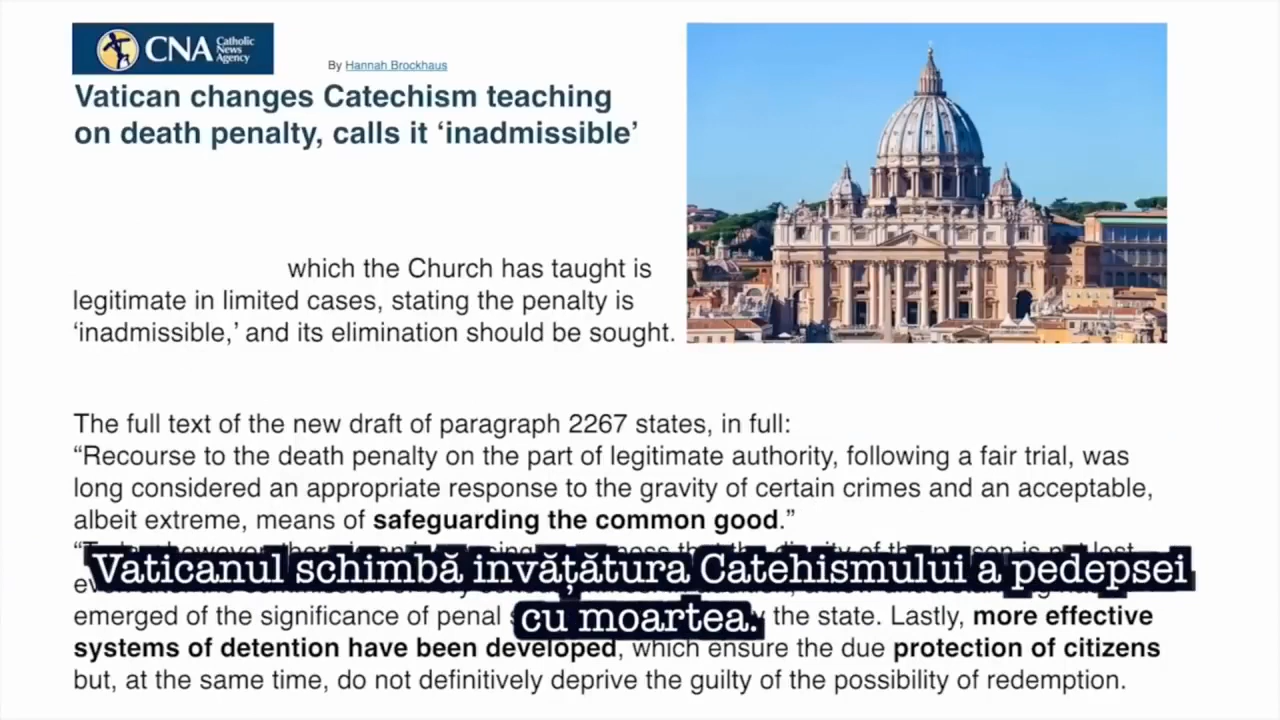 CNA Catholic News Agency
By Hannah Brockhaus
Vatican changes Catechism teaching
on death penalty, calls it ‘inadmissible’
which the Church has taught is
legitimate in limited cases, stating the penalty is
‘inadmissible,’ and its elimination should be sought.
The full text of the new draft of paragraph 2267 states, in full:
“Recourse to the death penalty on the part of legitimate authority, following a fair trial, was
long considered an appropriate response to the gravity of certain crimes and an acceptable,
albeit extreme, means of safeguarding the common good.”
Vaticanul schimbă invățătura Catehismului a pedepsei
cu moartea.
emerged of the significance of penal the state. Lastly, more effective
systems of detention have been developed, which ensure the due protection of citizens
but, at the same time, do not definitively deprive the guilty of the possibility of redemption.